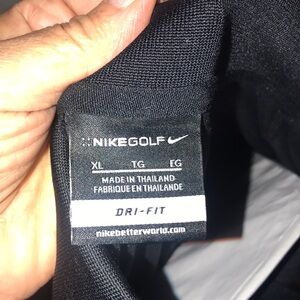 NIKEGOLF
XL TG EG
MADE IN THAILAND
FABRIQUE EN THAILANDE
DRI-FIT
nikebetterworld.com